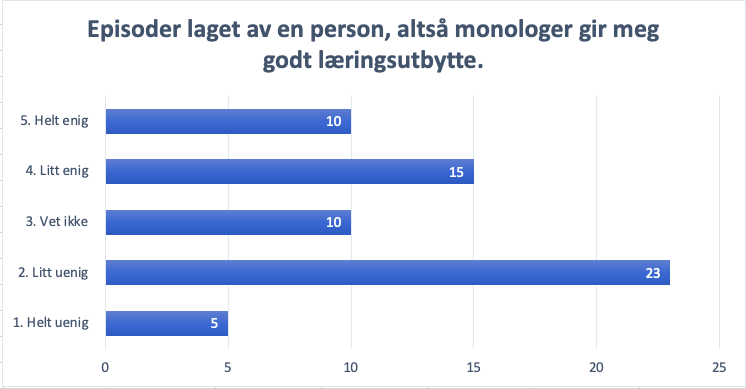 Episoder laget av en person, altså monologer gir meg
godt læringsutbytte.
5. Helt enig 10
4. Litt enig 15
3. Vet ikke 10
2. Litt uenig 23
1. Helt uenig 5
0 5 10 15 20 25